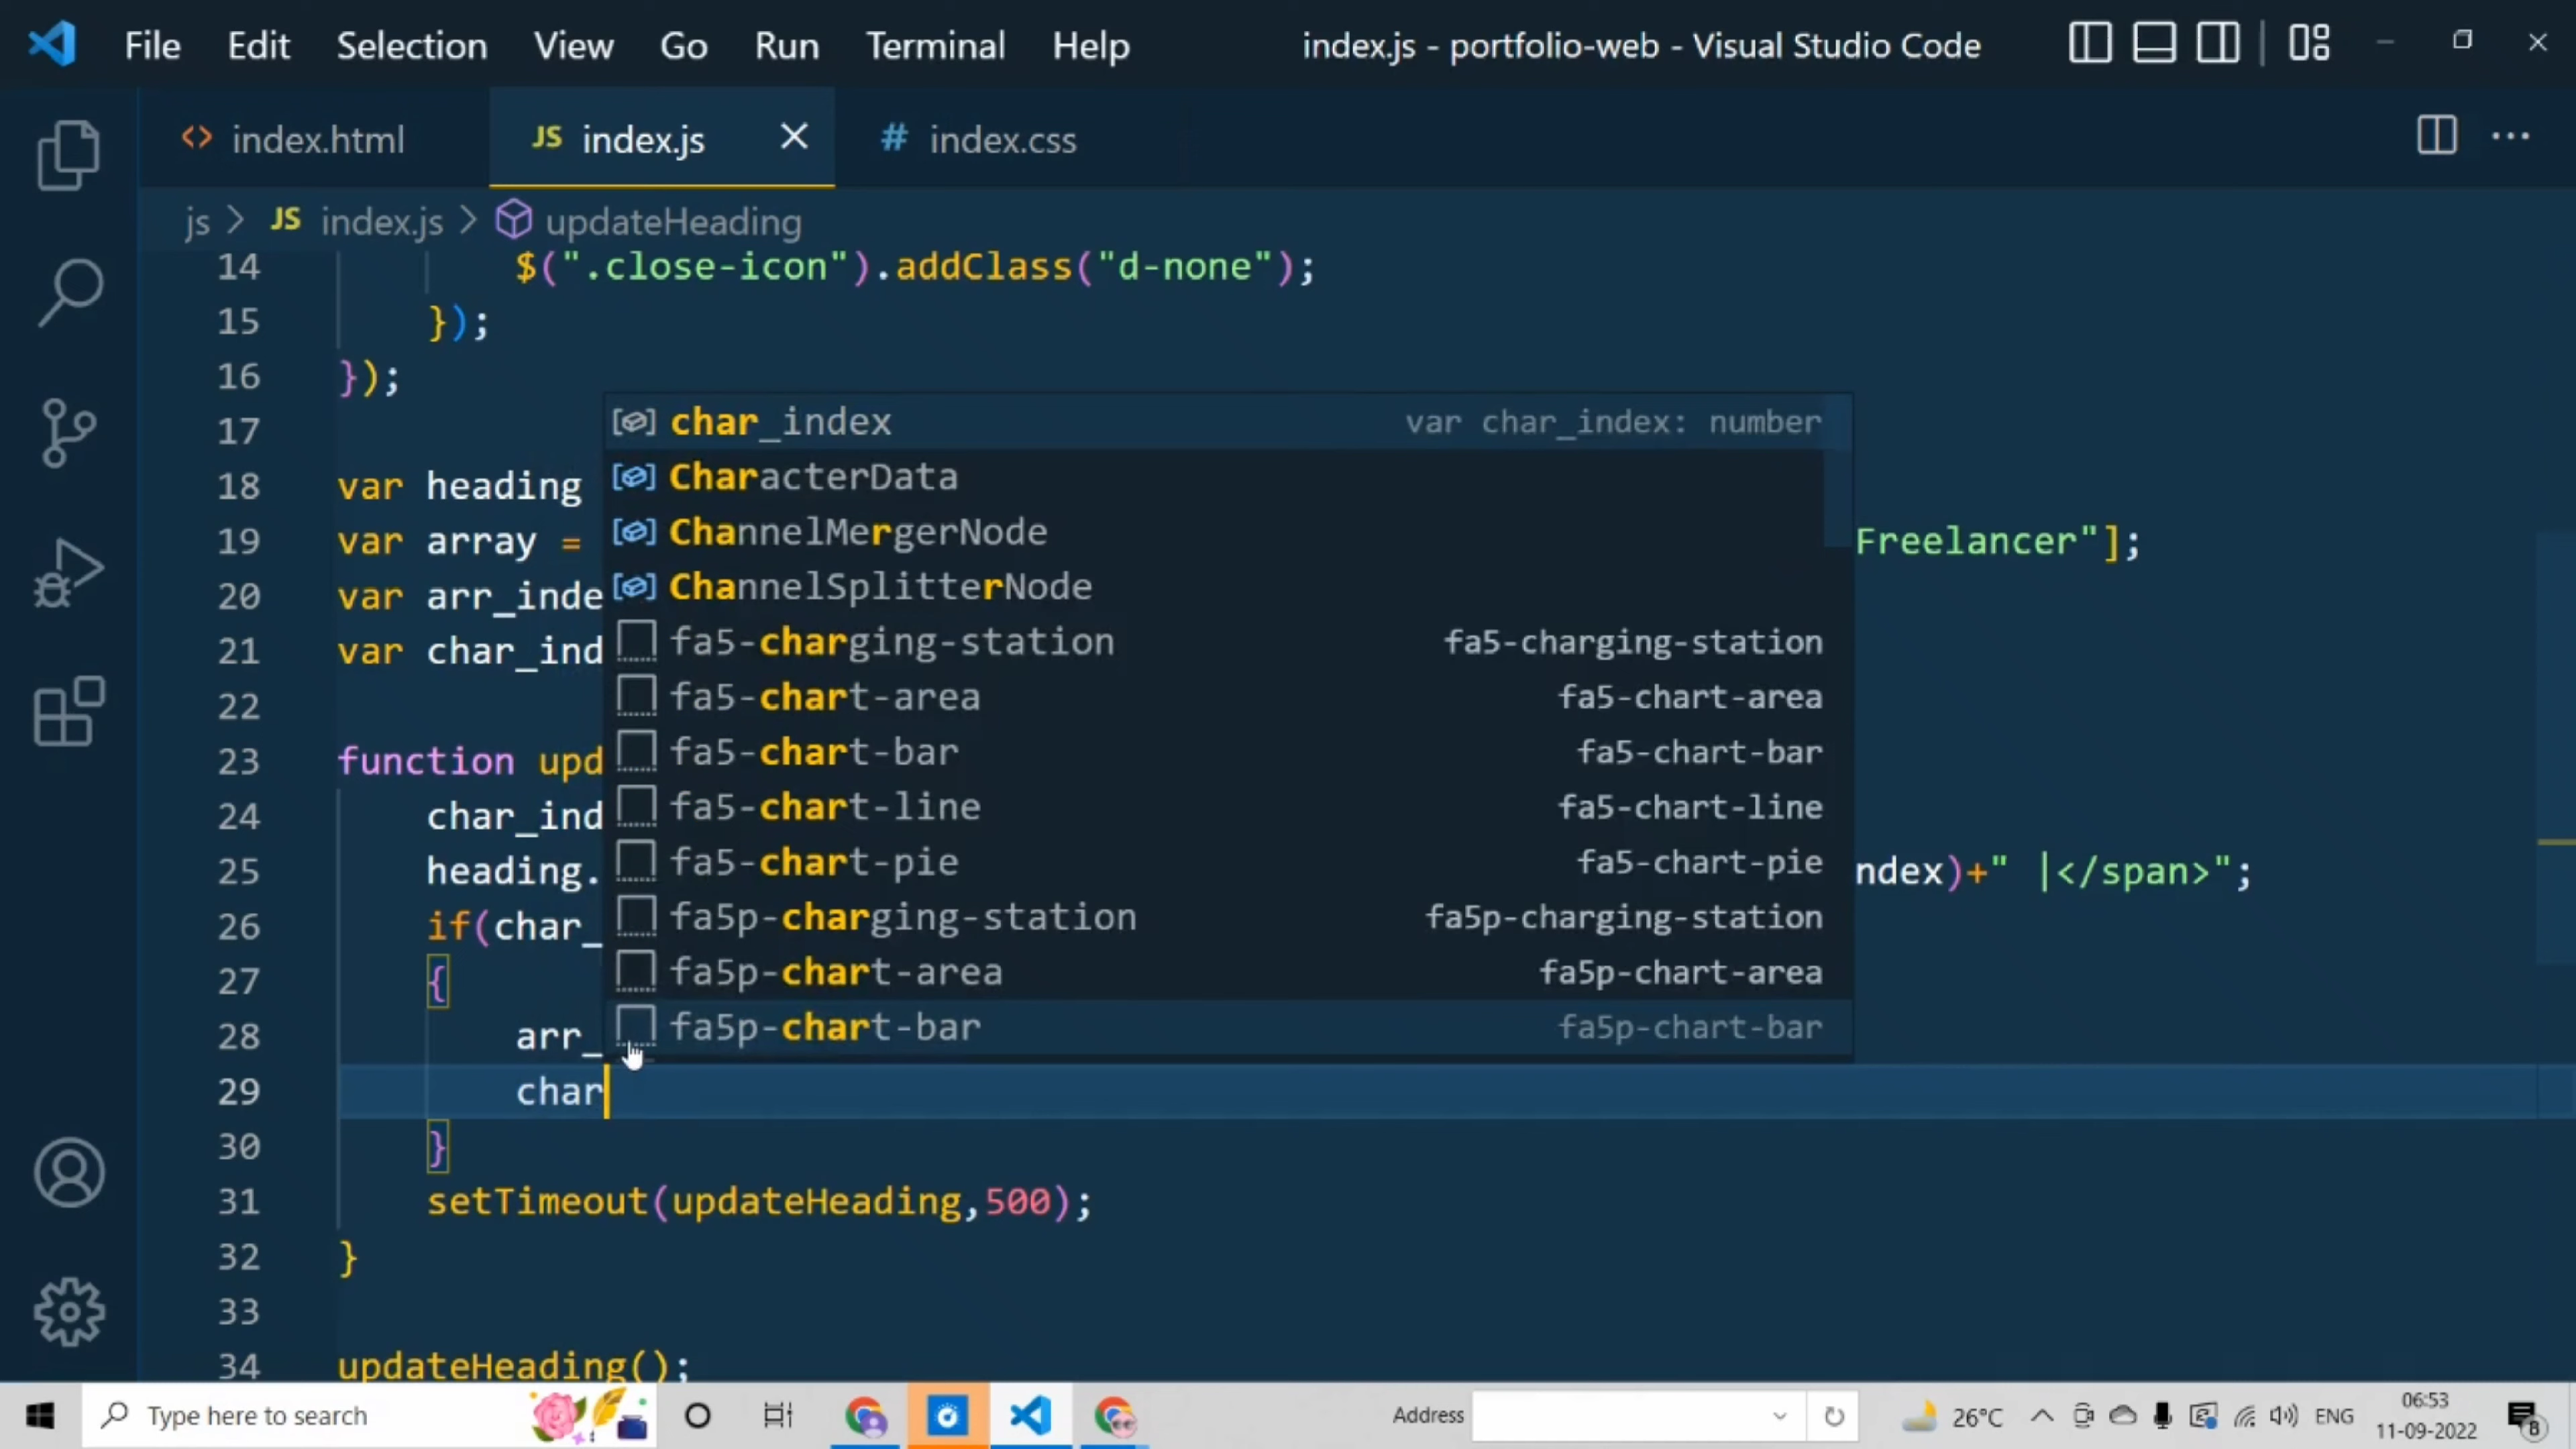 File Edit Selection View Go Run Terminal Help index.js - portfolio-web - Visual Studio Code
index.html JS index.js # index.css
js > JS index.js > updateHeading
14 $(".close-icon").addClass("d-none");
15 });
16 });
17
18 var heading
19 var array = Freelancer"];
20 var arr_inde
21 var char_ind
22
23 function upd
24 char_ind
25 heading. ndex)+" |</span>";
26 if(char_
27 {
28 arr_
29 char
30 }
31 setTimeout(updateHeading,500);
32 }
33
34 updateHeading();
char_index var char_index: number
CharacterData
ChannelMergerNode
ChannelSplitterNode
fa5-charging-station fa5-charging-station
fa5-chart-area fa5-chart-area
fa5-chart-bar fa5-chart-bar
fa5-chart-line fa5-chart-line
fa5-chart-pie fa5-chart-pie
fa5p-charging-station fa5p-charging-station
fa5p-chart-area fa5p-chart-area
fa5p-chart-bar fa5p-chart-bar
Type here to search Address 26°C ENG 06:53
11-09-2022 8